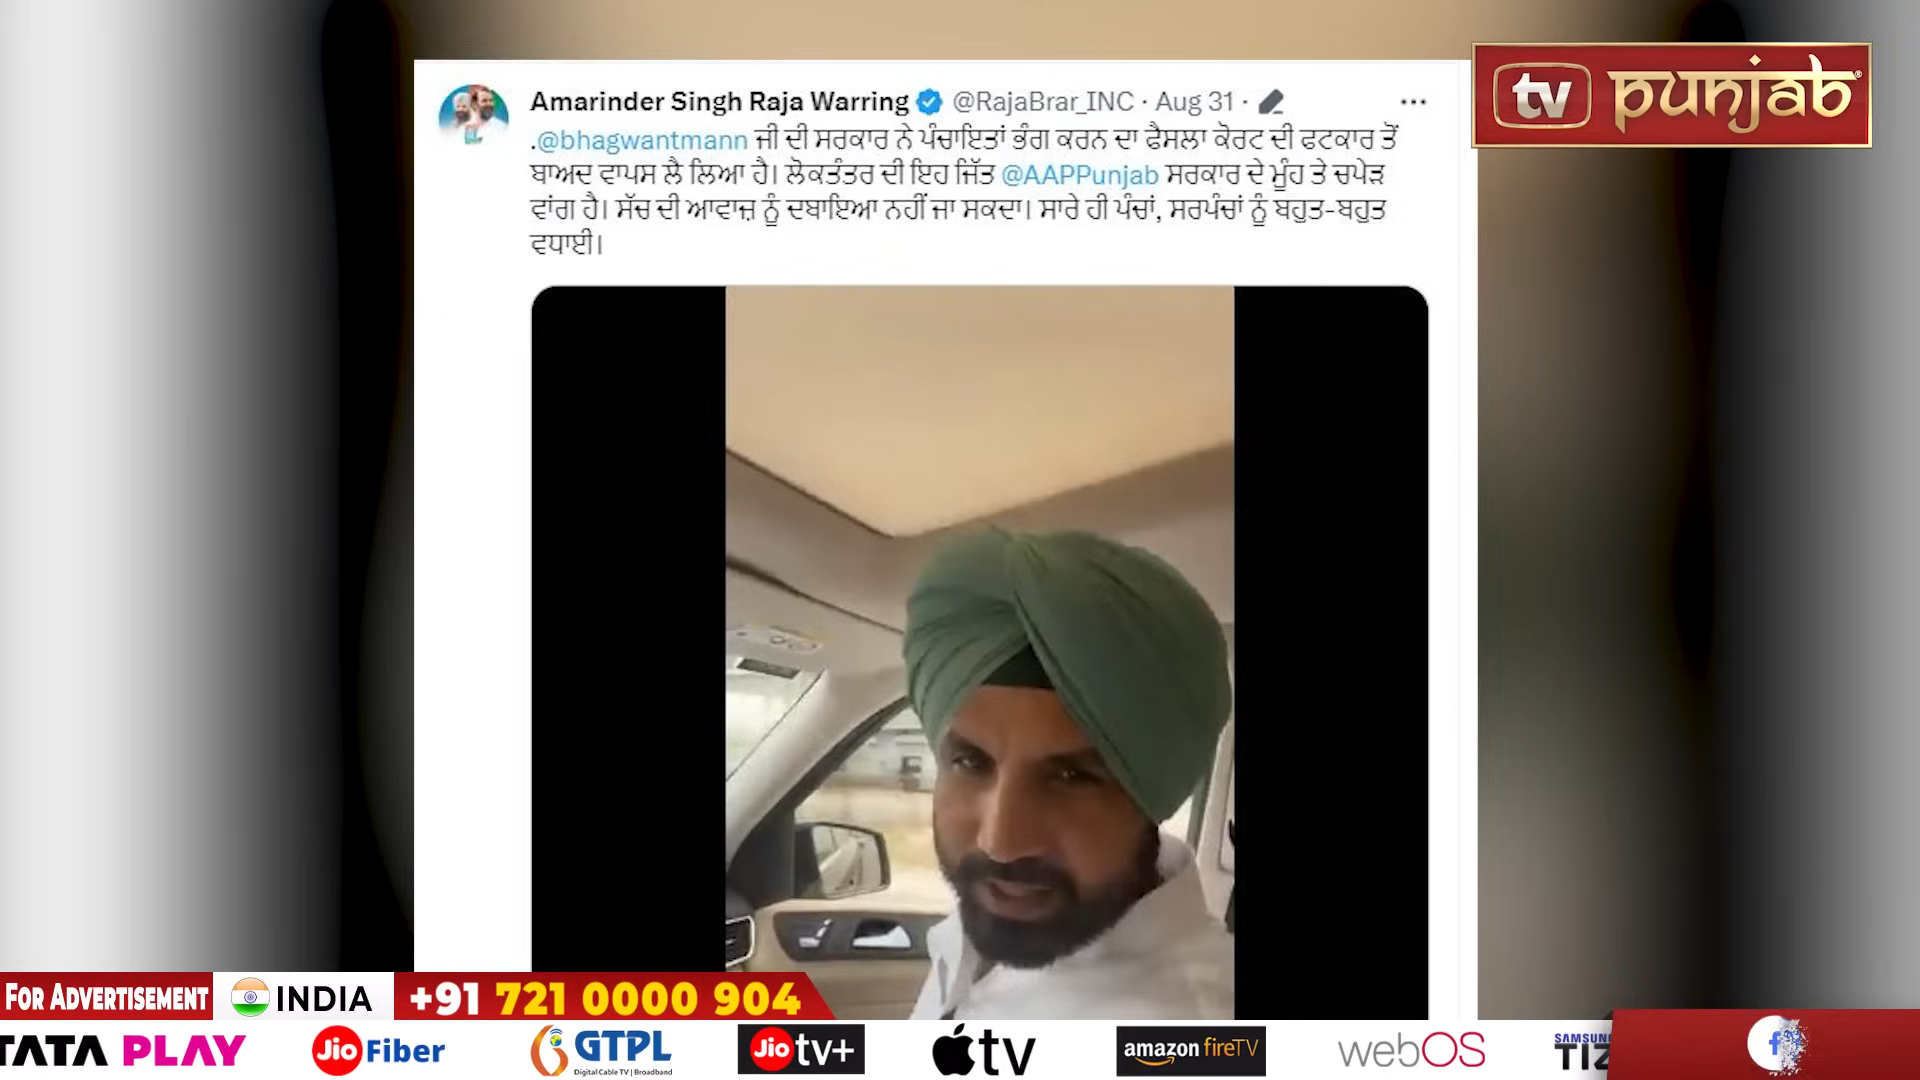 tv punjab
Amarinder Singh Raja Warring @RajaBrar_INC · Aug 31 ·
.@bhagwantmann ਜੀ ਦੀ ਸਰਕਾਰ ਨੇ ਪੰਚਾਇਤਾਂ ਭੰਗ ਕਰਨ ਦਾ ਫੈਸਲਾ ਕੋਰਟ ਦੀ ਫਟਕਾਰ ਤੋਂ
ਬਾਅਦ ਵਾਪਸ ਲੈ ਲਿਆ ਹੈ। ਲੋਕਤੰਤਰ ਦੀ ਇਹ ਜਿੱਤ @AAPPunjab ਸਰਕਾਰ ਦੇ ਮੂੰਹ ਤੇ ਚਪੇੜ
ਵਾਂਗ ਹੈ। ਸੱਚ ਦੀ ਆਵਾਜ਼ ਨੂੰ ਦਬਾਇਆ ਨਹੀਂ ਜਾ ਸਕਦਾ। ਸਾਰੇ ਹੀ ਪੰਚਾਂ, ਸਰਪੰਚਾਂ ਨੂੰ ਬਹੁਤ-ਬਹੁਤ
ਵਧਾਈ।
FOR ADVERTISEMENT INDIA +91 721 0000 904
TATA PLAY Jio Fiber GTPL Jio tv+ tv amazon fireTV webOS SAMSUNG
Digital Cable TV | Broadband